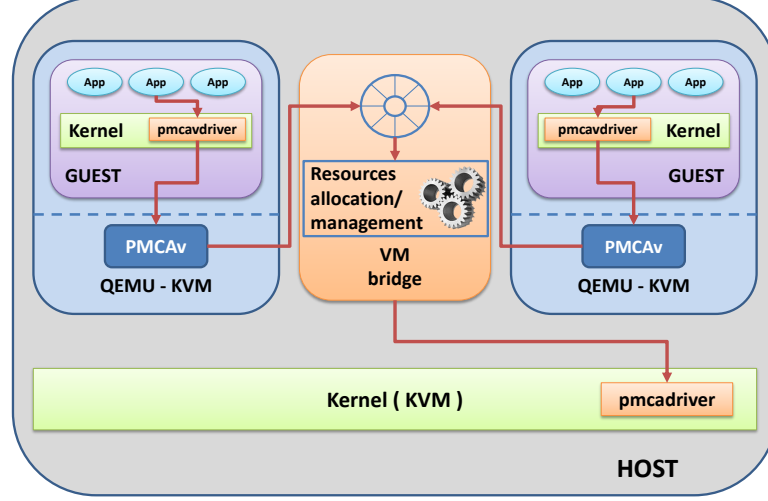 App
App
App
Kernel
pmcavdriver
GUEST
PMCAv
QEMU - KVM
Resources
allocation/
management
VM
bridge
App
App
App
pmcavdriver
Kernel
GUEST
PMCAv
QEMU - KVM
Kernel ( KVM )
pmcadriver
HOST